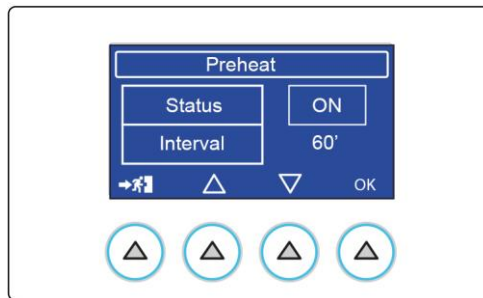 Preheat
Status ON
Interval 60’
OK